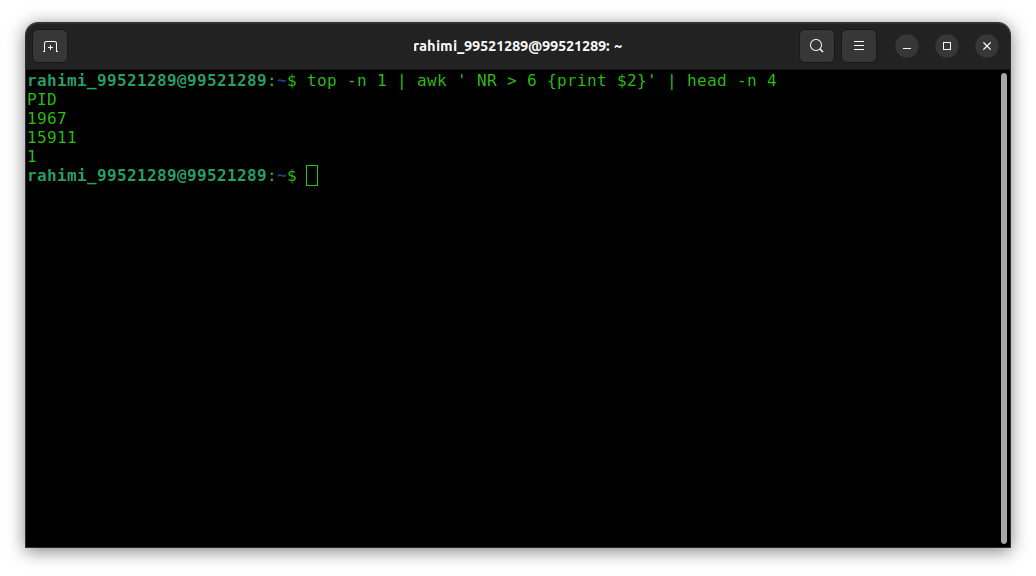 rahimi_99521289@99521289: ~
rahimi_99521289@99521289:~$ top -n 1 | awk ' NR > 6 {print $2}' | head -n 4
PID
1967
15911
1
rahimi_99521289@99521289:~$